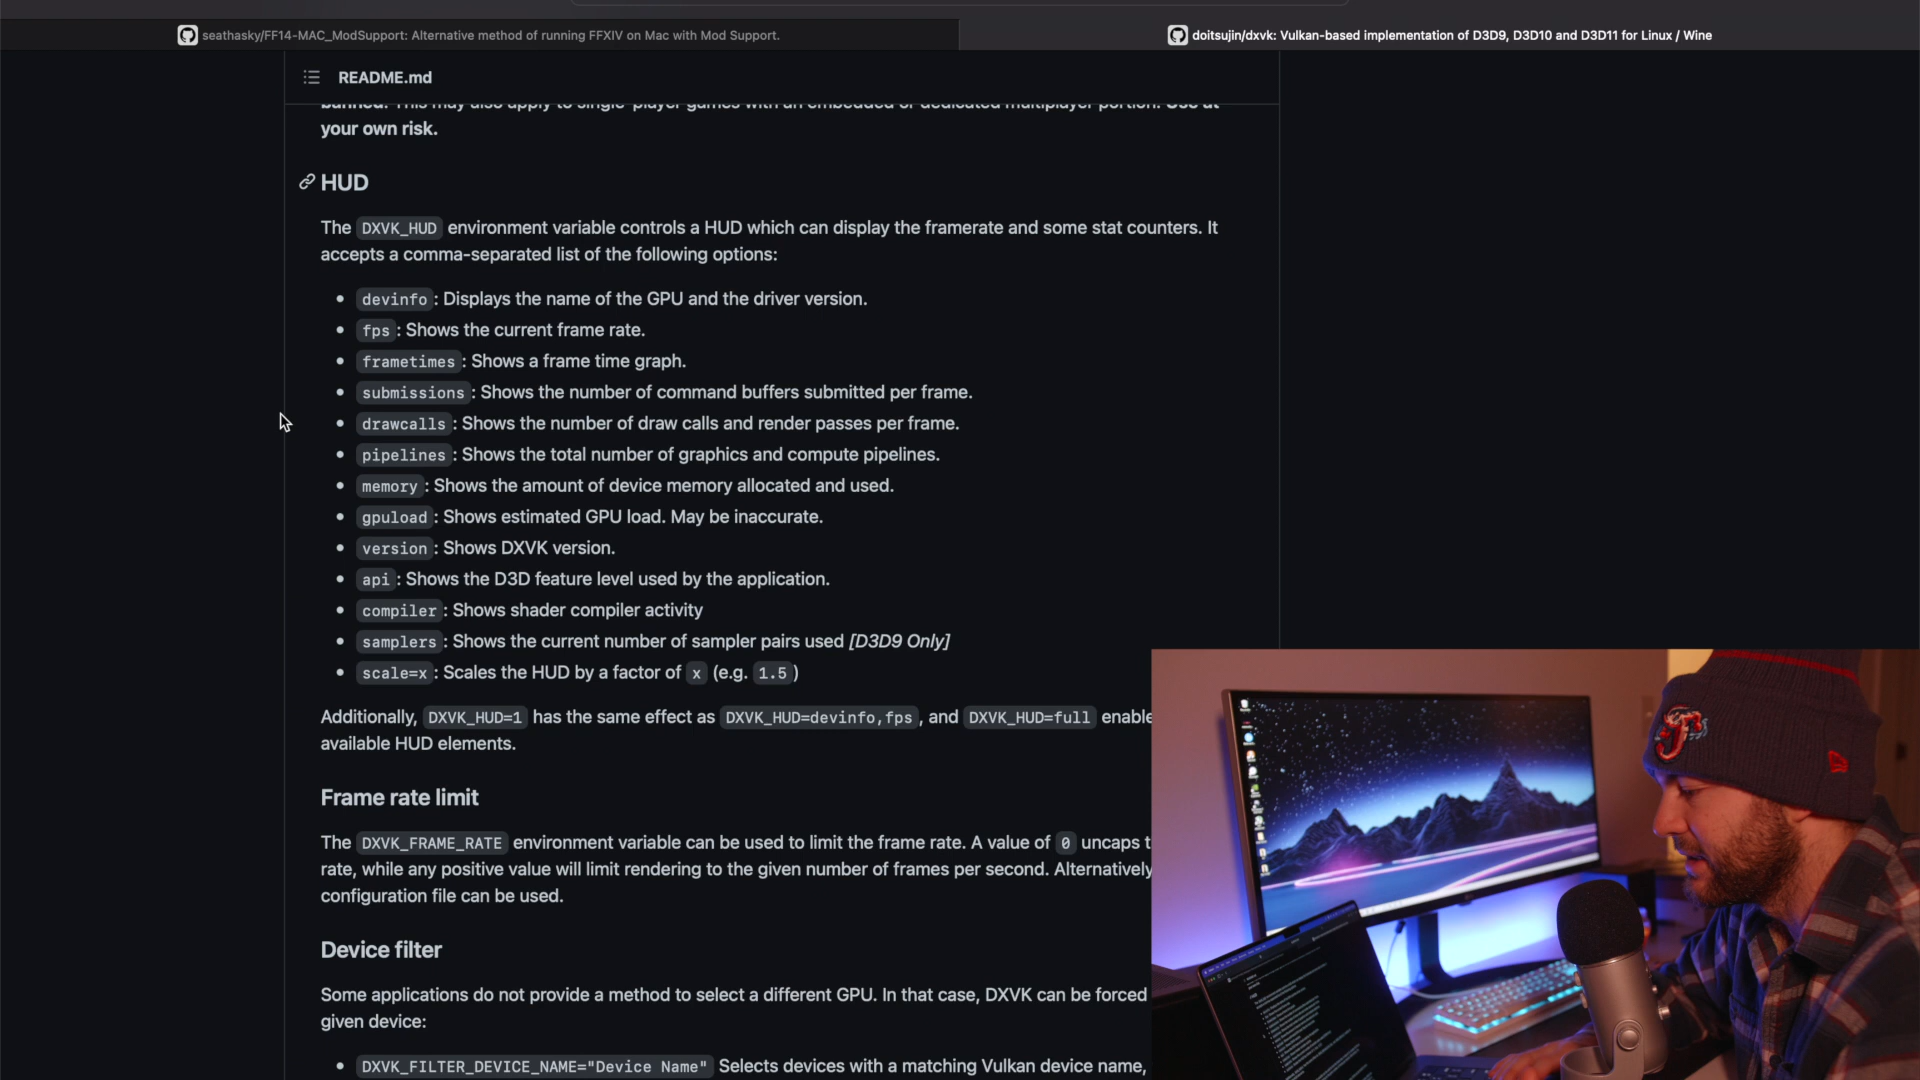 seathasky/FF14-MAC_ModSupport: Alternative method of running FFXIV on Mac with Mod Support.
doitsujin/dxvk: Vulkan-based implementation of D3D9, D3D10 and D3D11 for Linux / Wine
README.md
banned. This may also apply to single-player games with an embedded or dedicated multiplayer portion. Use at
your own risk.
HUD
The DXVK_HUD environment variable controls a HUD which can display the framerate and some stat counters. It
accepts a comma-separated list of the following options:
• devinfo: Displays the name of the GPU and the driver version.
• fps: Shows the current frame rate.
• frametimes: Shows a frame time graph.
• submissions: Shows the number of command buffers submitted per frame.
• drawcalls: Shows the number of draw calls and render passes per frame.
• pipelines: Shows the total number of graphics and compute pipelines.
• memory: Shows the amount of device memory allocated and used.
• gpuload: Shows estimated GPU load. May be inaccurate.
• version: Shows DXVK version.
• api: Shows the D3D feature level used by the application.
• compiler: Shows shader compiler activity
• samplers: Shows the current number of sampler pairs used [D3D9 Only]
• scale=x: Scales the HUD by a factor of x (e.g. 1.5)
Additionally, DXVK_HUD=1 has the same effect as DXVK_HUD=devinfo,fps, and DXVK_HUD=full enable
available HUD elements.
Frame rate limit
The DXVK_FRAME_RATE environment variable can be used to limit the frame rate. A value of 0 uncaps t
rate, while any positive value will limit rendering to the given number of frames per second. Alternatively
configuration file can be used.
Device filter
Some applications do not provide a method to select a different GPU. In that case, DXVK can be forced
given device:
• DXVK_FILTER_DEVICE_NAME="Device Name" Selects devices with a matching Vulkan device name,